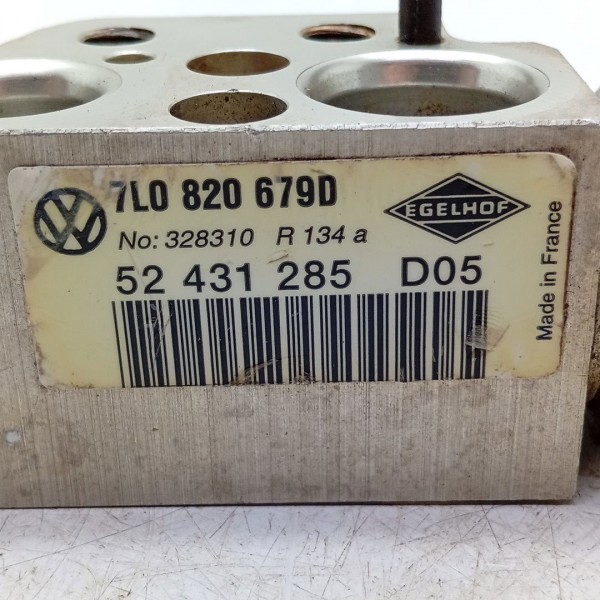 7L0 820 679D
EGELHOF
No: 328310 R 134 a
52 431 285 D05
Made in France